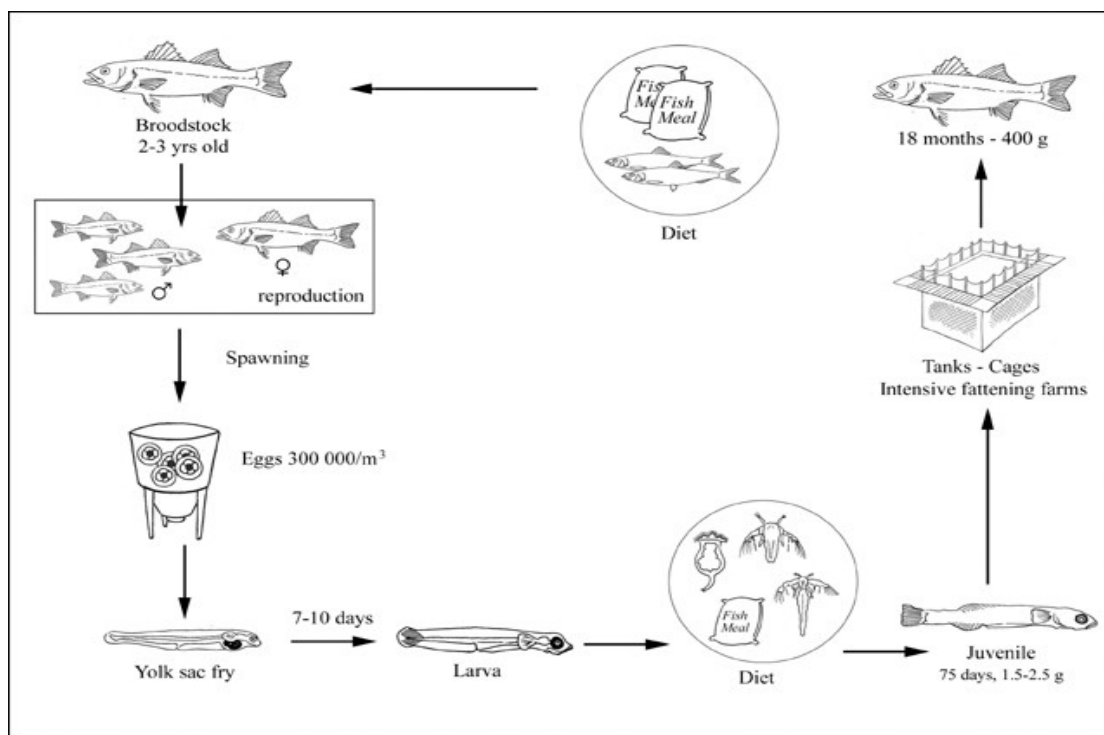 Broodstock
2-3 yrs old
Fish
Me
Fish
Meal
Diet
18 months - 400 g
♂
♀
reproduction
Spawning
Eggs 300 000/m³
Tanks - Cages
Intensive fattening farms
Yolk sac fry
7-10 days
Larva
Fish
Meal
Diet
Juvenile
75 days, 1.5-2.5 g